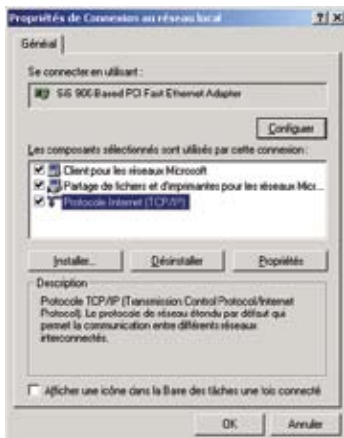 Propriétés de Connexion au réseau local
Général
Se connecter en utilisant :
SiS 900 Based PCI Fast Ethernet Adapter
Configurer
Les composants sélectionnés sont utilisés par cette connexion :
Client pour les réseaux Microsoft
Partage de fichiers et d'imprimantes pour les réseaux Micr...
Protocole Internet (TCP/IP)
Installer...
Désinstaller
Propriétés
Description
Protocole TCP/IP (Transmission Control Protocol/Internet
Protocol). Le protocole de réseau étendu par défaut qui
permet la communication entre différents réseaux
interconnectés.
Afficher une icône dans la Barre des tâches une fois connecté
OK
Annuler